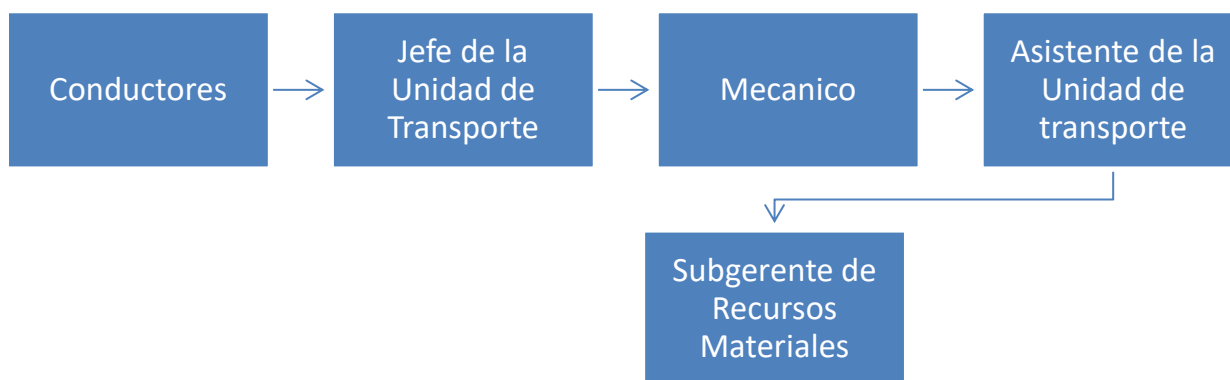 Conductores
Jefe de la
Unidad de
Transporte
Mecanico
Asistente de la
Unidad de
transporte
Subgerente de
Recursos
Materiales